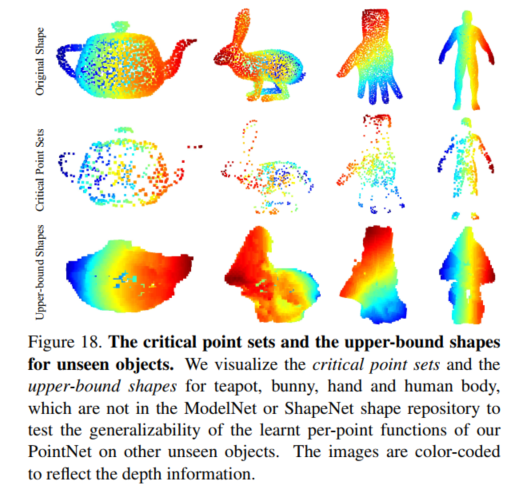 Original Shape
Critical Point Sets
Upper-bound Shapes
Figure 18. The critical point sets and the upper-bound shapes
for unseen objects. We visualize the critical point sets and the
upper-bound shapes for teapot, bunny, hand and human body,
which are not in the ModelNet or ShapeNet shape repository to
test the generalizability of the learnt per-point functions of our
PointNet on other unseen objects. The images are color-coded
to reflect the depth information.